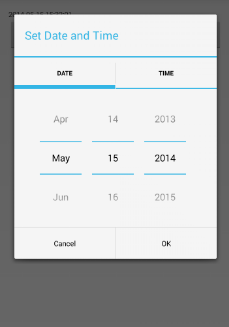 Set Date and Time
DATE TIME
Apr 14 2013
May 15 2014
Jun 16 2015
Cancel OK